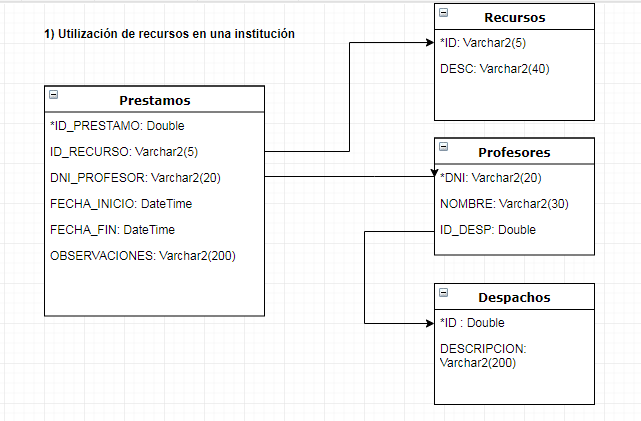 1) Utilización de recursos en una institución
Prestamos
*ID_PRESTAMO: Double
ID_RECURSO: Varchar2(5)
DNI_PROFESOR: Varchar2(20)
FECHA_INICIO: DateTime
FECHA_FIN: DateTime
OBSERVACIONES: Varchar2(200)
Recursos
*ID: Varchar2(5)
DESC: Varchar2(40)
Profesores
*DNI: Varchar2(20)
NOMBRE: Varchar2(30)
ID_DESP: Double
Despachos
*ID : Double
DESCRIPCION:
Varchar2(200)